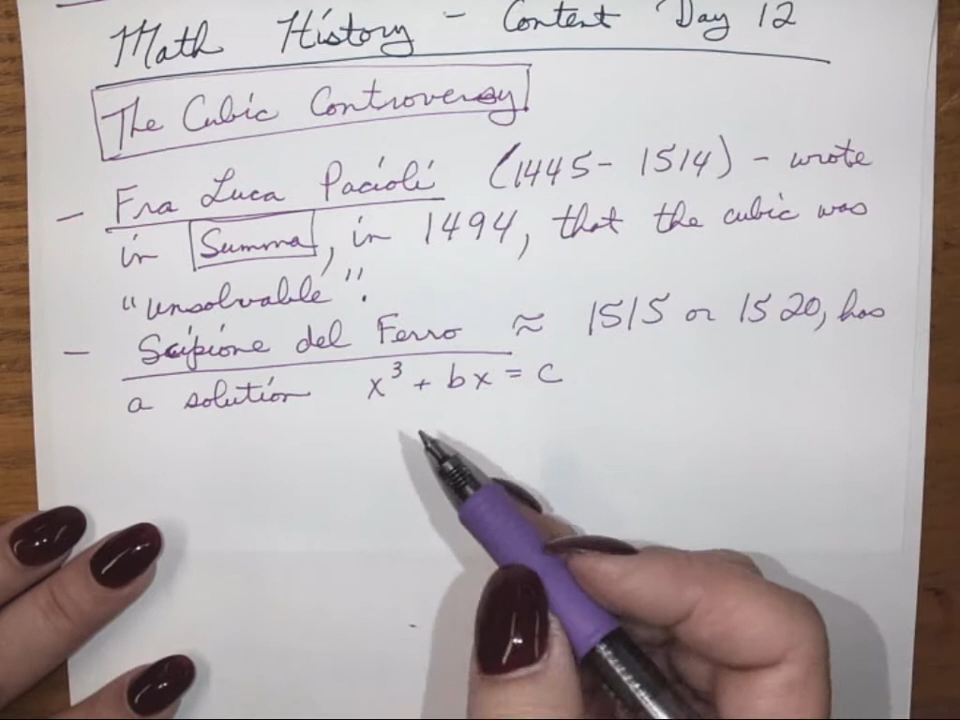 Math History - Content Day 12
The Cubic Controversy
- Fra Luca Pacioli (1445-1514) - wrote
in Summa, in 1494, that the cubic was
"unsolvable".
- Scipione del Ferro ≈ 1515 or 1520, has
a solution x³ + bx = c